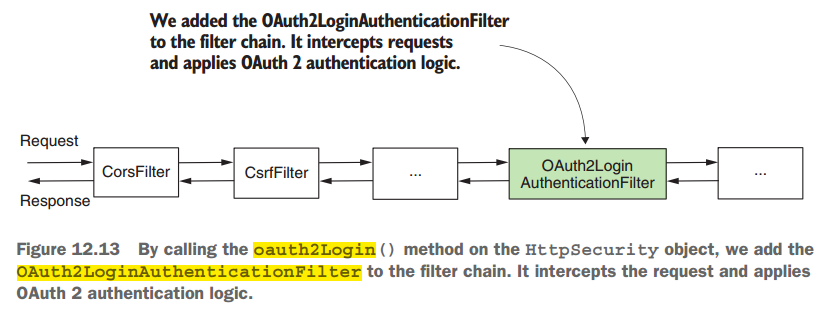 We added the OAuth2LoginAuthenticationFilter
to the filter chain. It intercepts requests
and applies OAuth 2 authentication logic.
Request
Response
CorsFilter
CsrfFilter
...
OAuth2Login
AuthenticationFilter
...
Figure 12.13 By calling the oauth2Login() method on the HttpSecurity object, we add the
OAuth2LoginAuthenticationFilter to the filter chain. It intercepts the request and applies
OAuth 2 authentication logic.